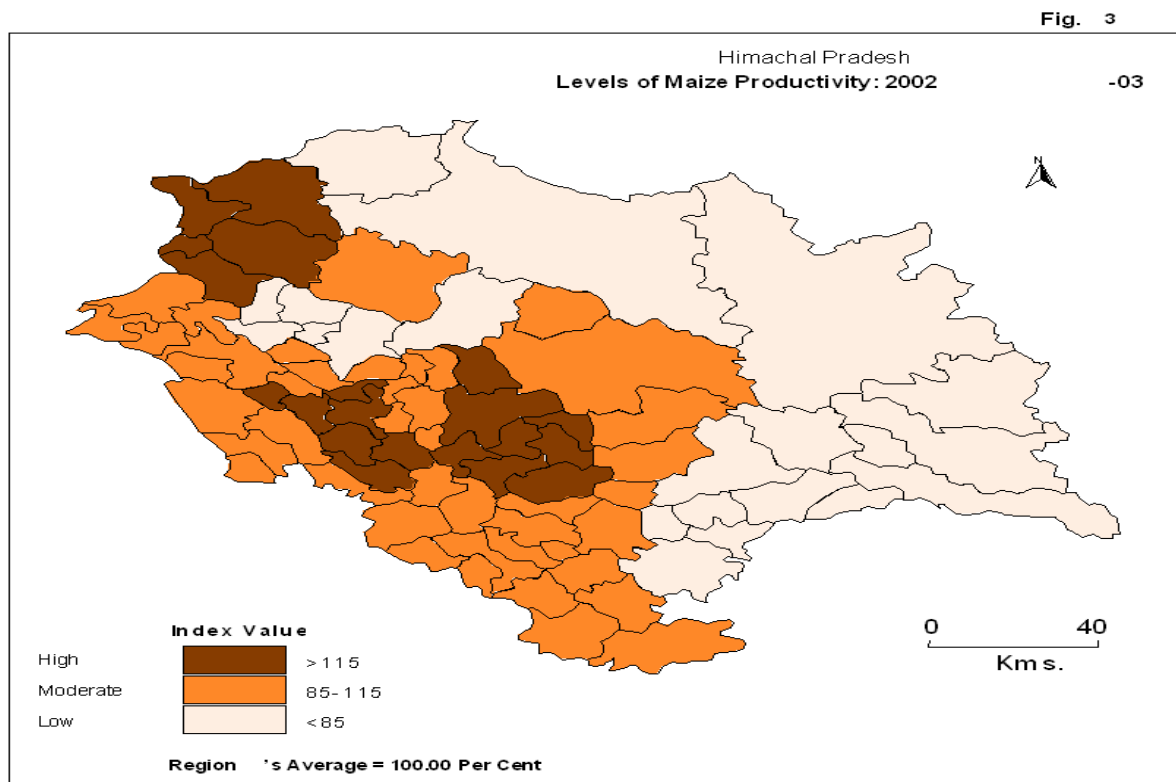 Fig. 3
Himachal Pradesh
Levels of Maize Productivity: 2002 -03
N
Index Value
High >115
Moderate 85-115
Low <85
0 40
Kms.
Region 's Average = 100.00 Per Cent